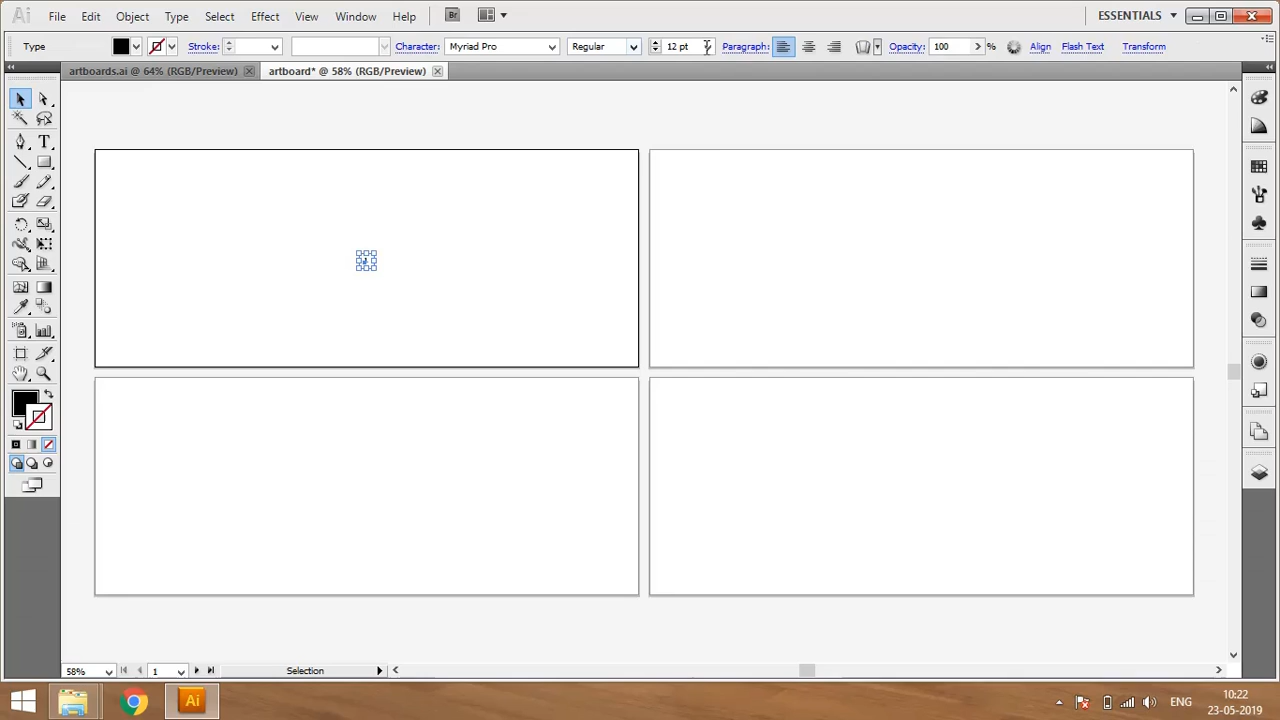 Ai File Edit Object Type Select Effect View Window Help Br ESSENTIALS
Type Stroke: Character: Myriad Pro Regular 12 pt Paragraph: Opacity: 100 % Align Flash Text Transform
artboards.ai @ 64% (RGB/Preview) artboard* @ 58% (RGB/Preview)
58% 1 Selection
Ai ENG 10:22
23-05-2019